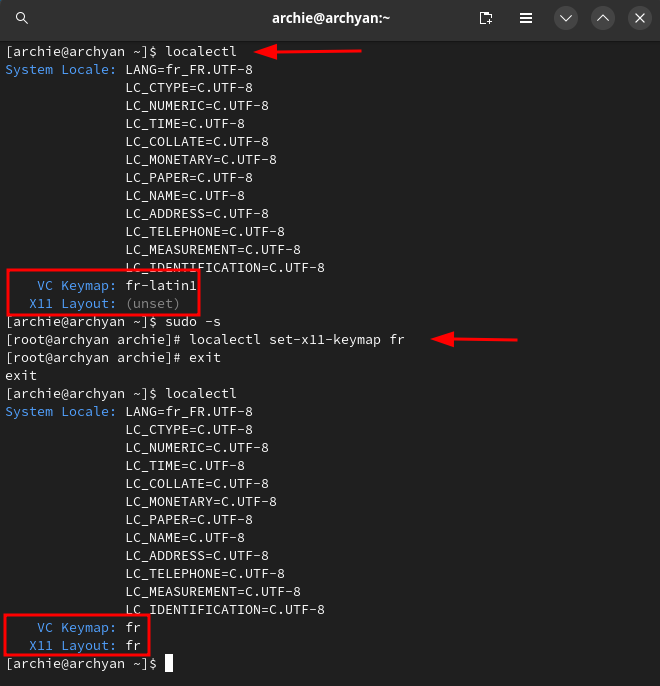 archie@archyan:~
[archie@archyan ~]$ localectl
System Locale: LANG=fr_FR.UTF-8
LC_CTYPE=C.UTF-8
LC_NUMERIC=C.UTF-8
LC_TIME=C.UTF-8
LC_COLLATE=C.UTF-8
LC_MONETARY=C.UTF-8
LC_PAPER=C.UTF-8
LC_NAME=C.UTF-8
LC_ADDRESS=C.UTF-8
LC_TELEPHONE=C.UTF-8
LC_MEASUREMENT=C.UTF-8
LC_IDENTIFICATION=C.UTF-8
VC Keymap: fr-latin1
X11 Layout: (unset)
[archie@archyan ~]$ sudo -s
[root@archyan archie]# localectl set-x11-keymap fr
[root@archyan archie]# exit
exit
[archie@archyan ~]$ localectl
System Locale: LANG=fr_FR.UTF-8
LC_CTYPE=C.UTF-8
LC_NUMERIC=C.UTF-8
LC_TIME=C.UTF-8
LC_COLLATE=C.UTF-8
LC_MONETARY=C.UTF-8
LC_PAPER=C.UTF-8
LC_NAME=C.UTF-8
LC_ADDRESS=C.UTF-8
LC_TELEPHONE=C.UTF-8
LC_MEASUREMENT=C.UTF-8
LC_IDENTIFICATION=C.UTF-8
VC Keymap: fr
X11 Layout: fr
[archie@archyan ~]$